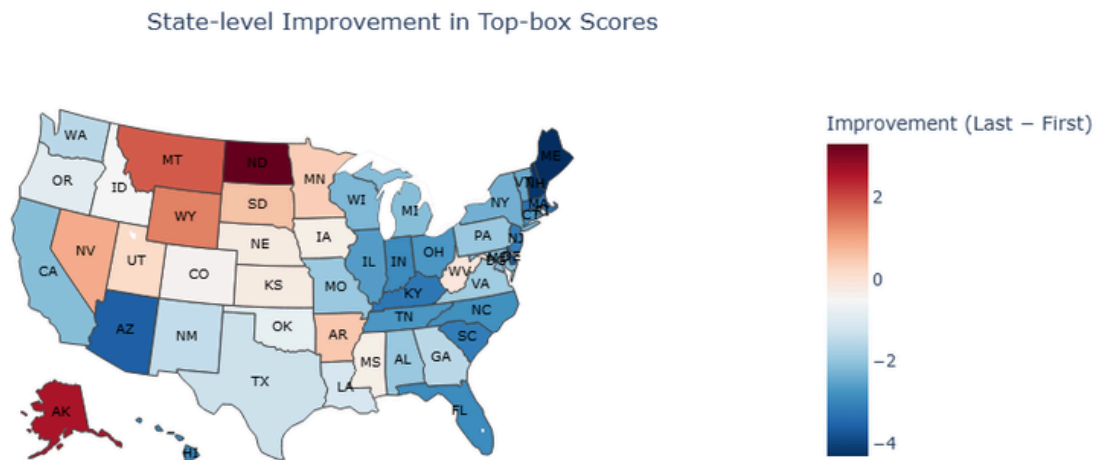 State-level Improvement in Top-box Scores
Improvement (Last − First)
2
0
−2
−4
WA
MT
ND
MN
ME
OR
ID
SD
WI
MI
NY
VT
NH
MA
CT
WY
IA
NE
PA
NJ
NV
UT
CO
KS
MO
IL
IN
OH
WV
VA
CA
KY
AZ
NM
OK
AR
TN
NC
SC
TX
LA
MS
AL
GA
FL
AK
HI